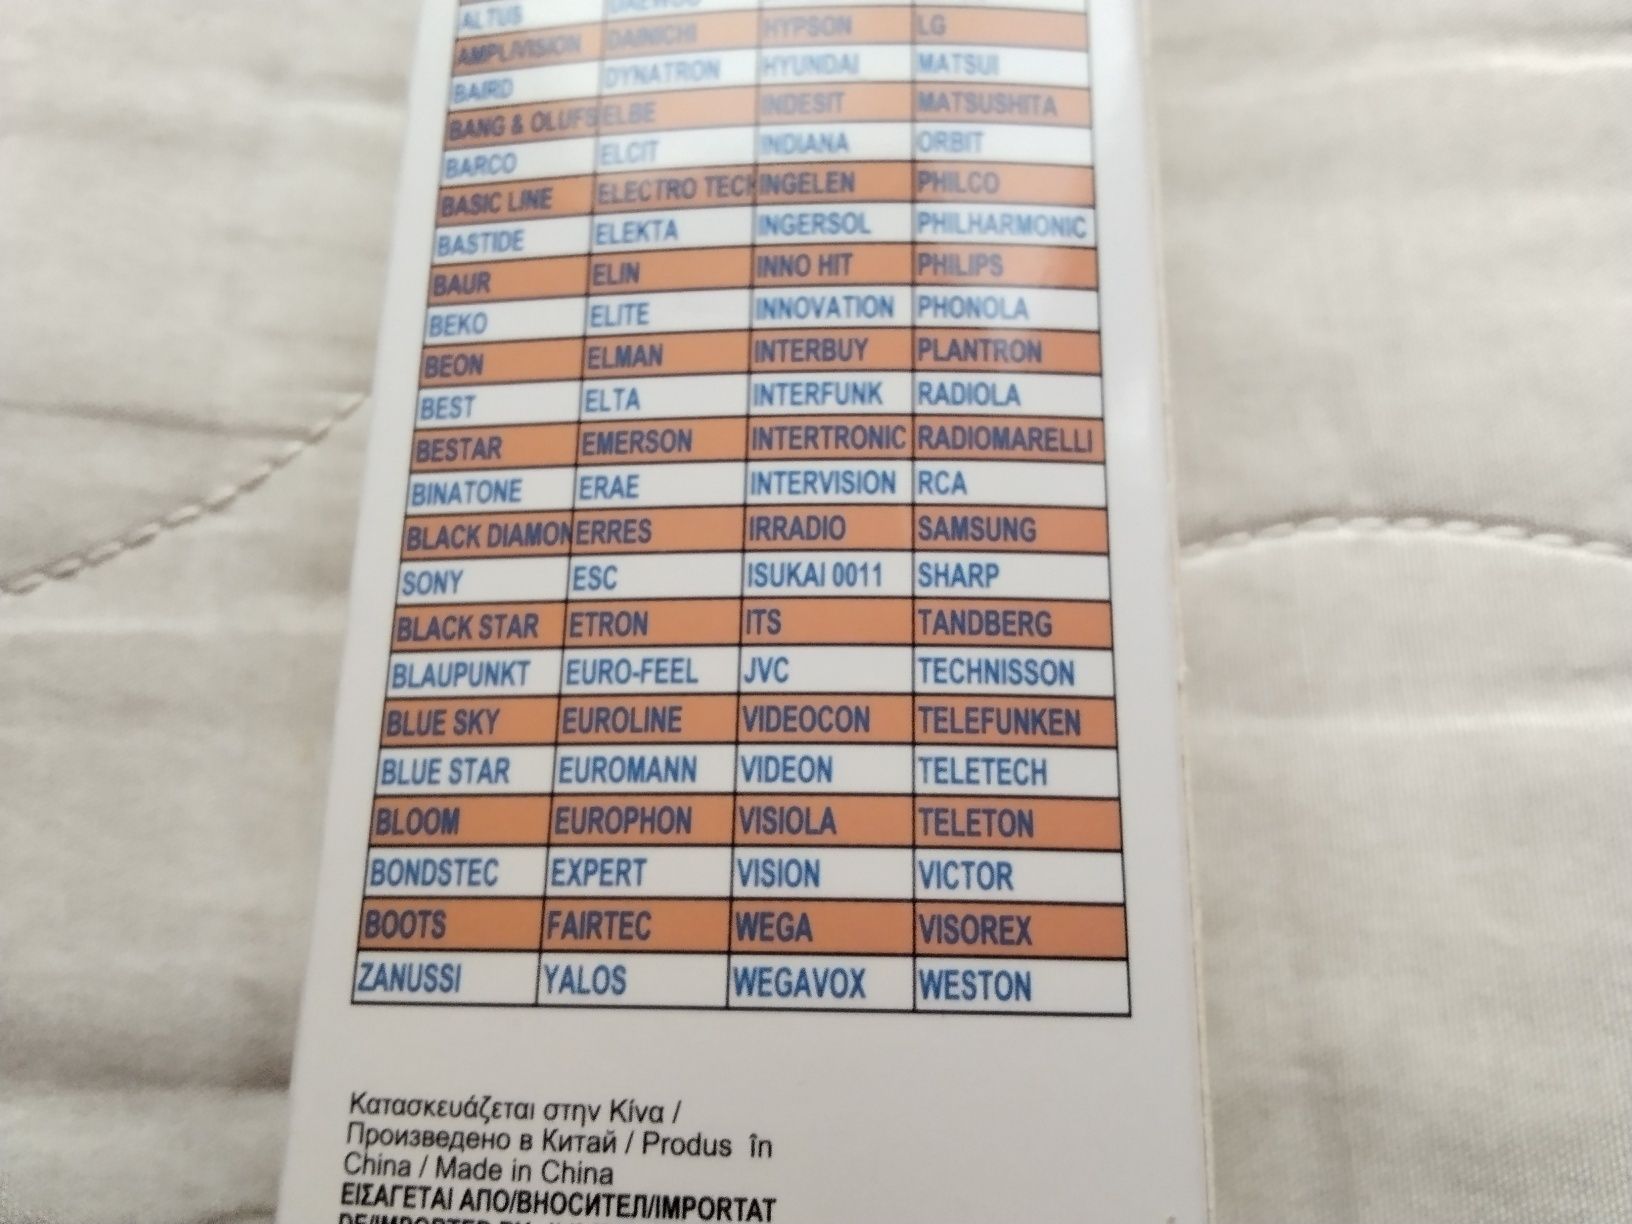 ALTUS DAEWOO
AMPLIVISION DAINICHI HYPSON LG
BAIRD DYNATRON HYUNDAI MATSUI
BANG & OLUFS ELBE INDESIT MATSUSHITA
BARCO ELCIT INDIANA ORBIT
BASIC LINE ELECTRO TECH INGELEN PHILCO
BASTIDE ELEKTA INGERSOL PHILHARMONIC
BAUR ELIN INNO HIT PHILIPS
BEKO ELITE INNOVATION PHONOLA
BEON ELMAN INTERBUY PLANTRON
BEST ELTA INTERFUNK RADIOLA
BESTAR EMERSON INTERTRONIC RADIOMARELLI
BINATONE ERAE INTERVISION RCA
BLACK DIAMON ERRES IRRADIO SAMSUNG
SONY ESC ISUKAI 0011 SHARP
BLACK STAR ETRON ITS TANDBERG
BLAUPUNKT EURO-FEEL JVC TECHNISSON
BLUE SKY EUROLINE VIDEOCON TELEFUNKEN
BLUE STAR EUROMANN VIDEON TELETECH
BLOOM EUROPHON VISIOLA TELETON
BONDSTEC EXPERT VISION VICTOR
BOOTS FAIRTEC WEGA VISOREX
ZANUSSI YALOS WEGAVOX WESTON
Κατασκευάζεται στην Κίνα /
Произведено в Китай / Produs în
China / Made in China
ΕΙΣΑΓΕΤΑΙ ΑΠΟ/ВНОСИТЕЛ/IMPORTAT